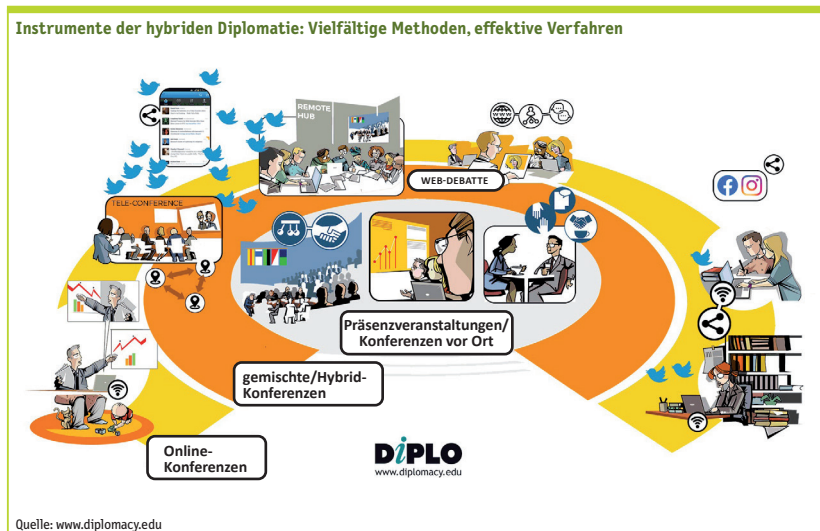 Instrumente der hybriden Diplomatie: Vielfältige Methoden, effektive Verfahren
REMOTE
HUB
WWW
WEB-DEBATTE
TELE-CONFERENCE
Präsenzveranstaltungen/
Konferenzen vor Ort
gemischte/Hybrid-
Konferenzen
Online-
Konferenzen
DiPLO
www.diplomacy.edu
Quelle: www.diplomacy.edu